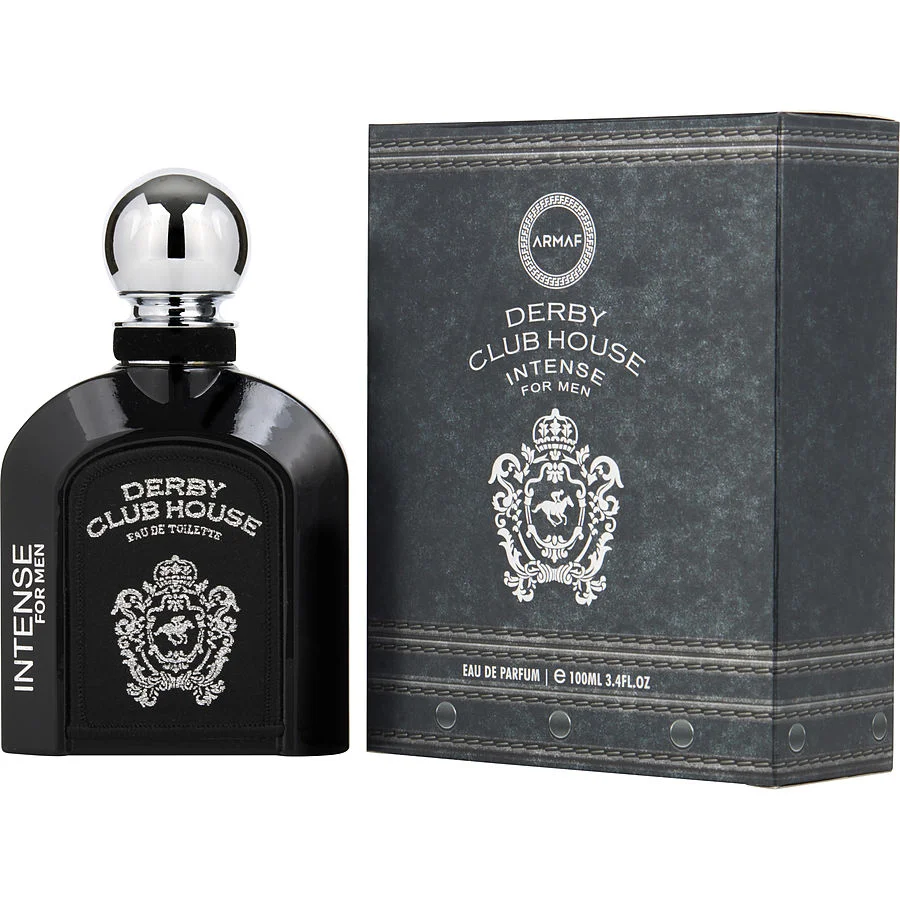 DERBY
CLUB HOUSE
EAU DE TOILETTE
INTENSE
FOR MEN
ARMAF
DERBY
CLUB HOUSE
INTENSE
FOR MEN
EAU DE PARFUM | ℮ 100ML 3.4FL.OZ